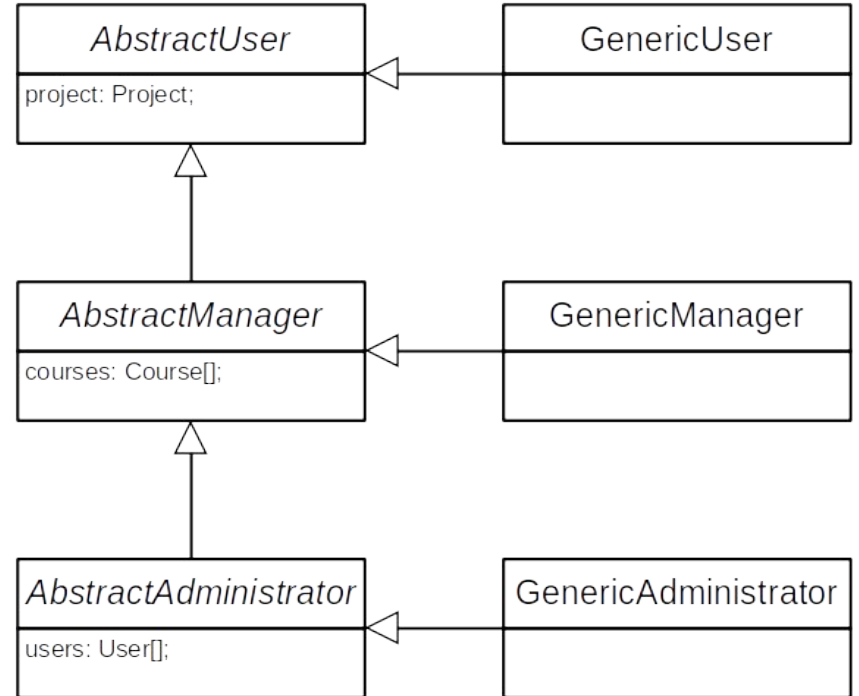 AbstractUser
project: Project;
GenericUser
AbstractManager
courses: Course[];
GenericManager
AbstractAdministrator
users: User[];
GenericAdministrator